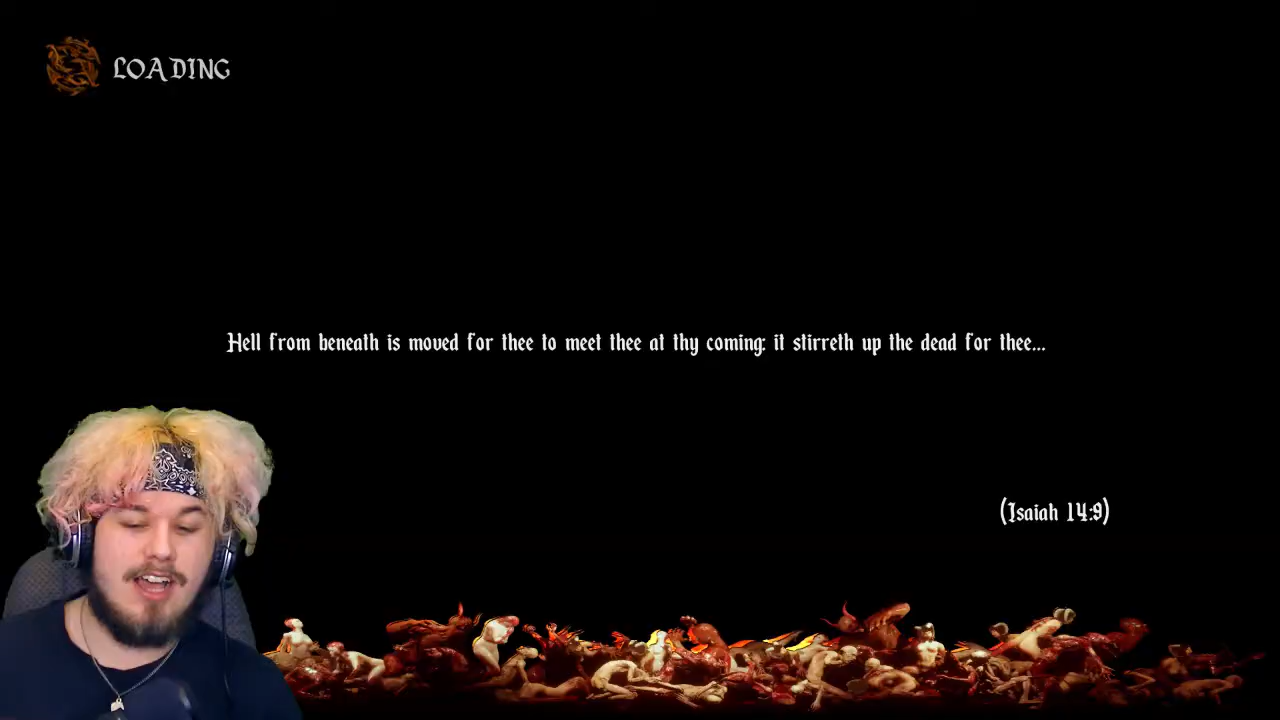 LOADING
Hell from beneath is moved for thee to meet thee at thy coming: it stirreth up the dead for thee...
(Isaiah 14:9)